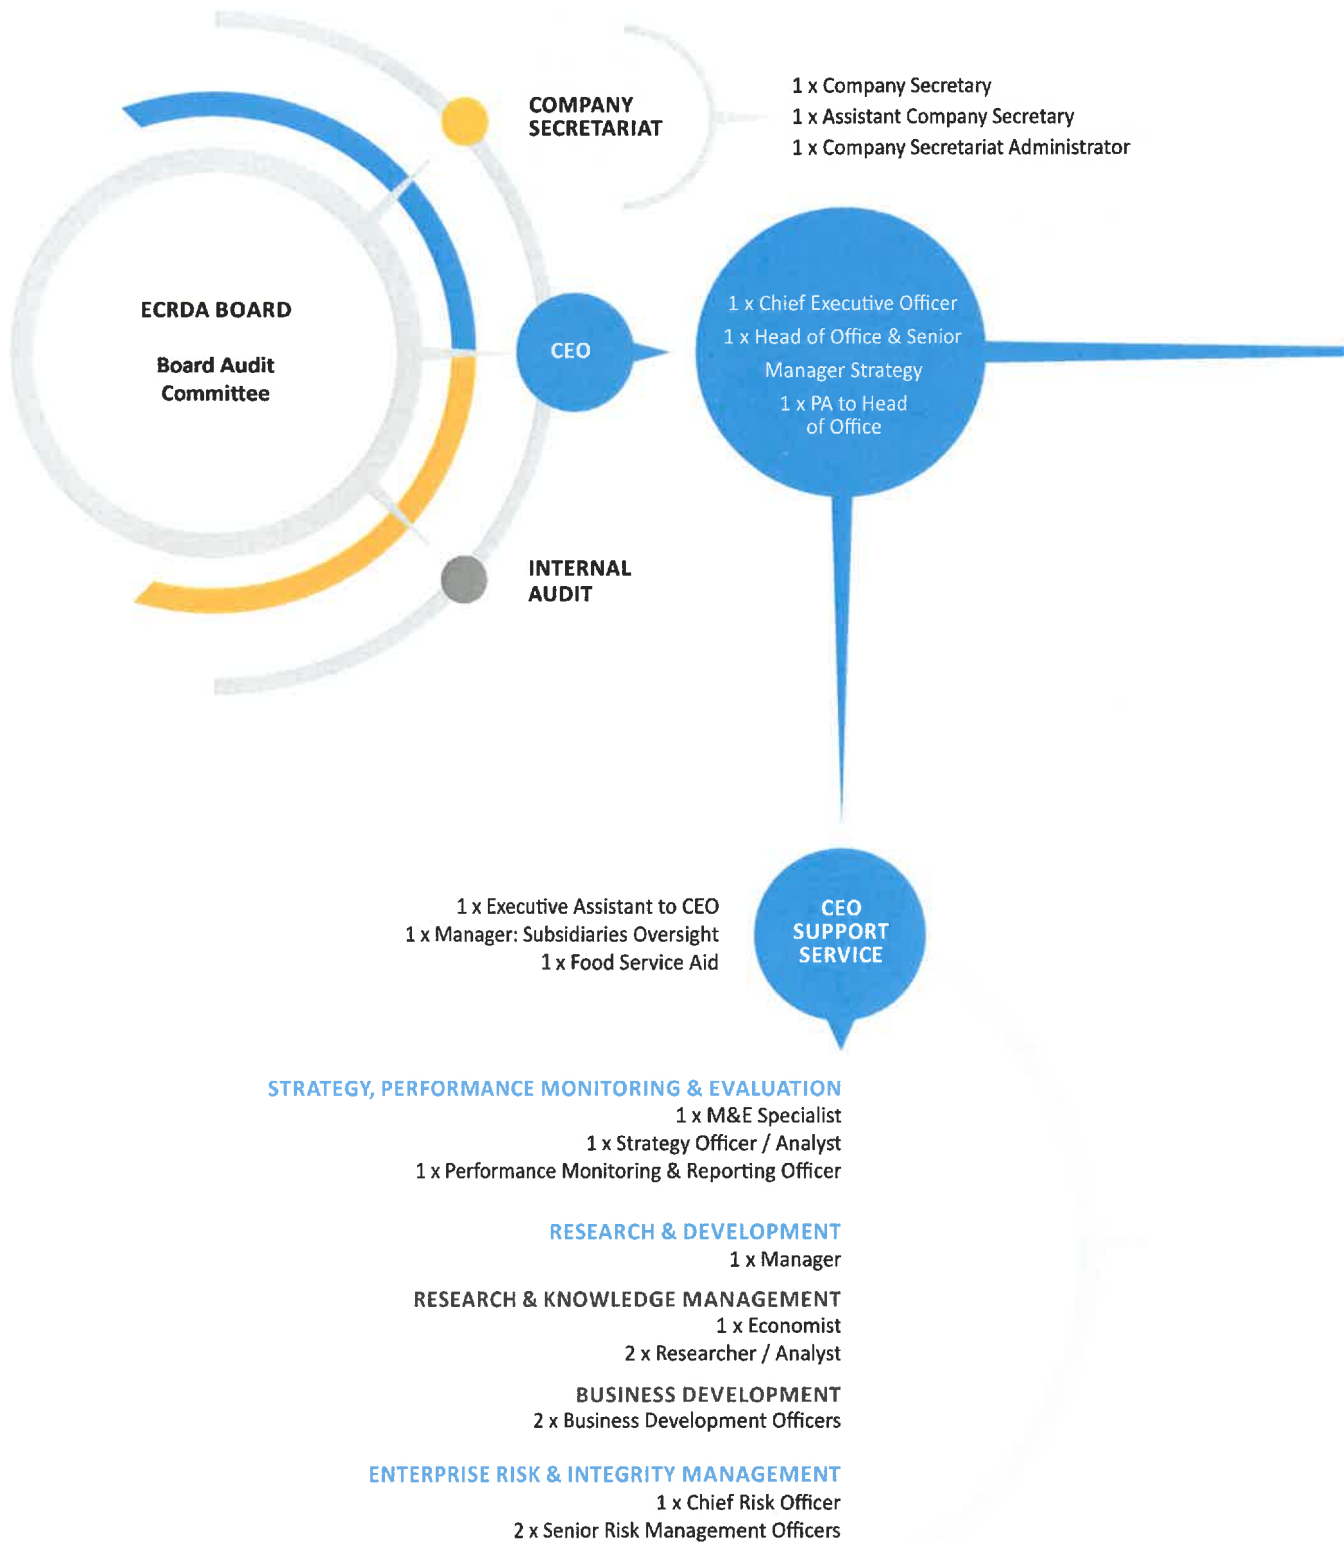 COMPANY
SECRETARIAT
1 x Company Secretary
1 x Assistant Company Secretary
1 x Company Secretariat Administrator
ECRDA BOARD
Board Audit
Committee
CEO
1 x Chief Executive Officer
1 x Head of Office & Senior
Manager Strategy
1 x PA to Head
of Office
INTERNAL
AUDIT
1 x Executive Assistant to CEO
1 x Manager: Subsidiaries Oversight
1 x Food Service Aid
CEO
SUPPORT
SERVICE
STRATEGY, PERFORMANCE MONITORING & EVALUATION
1 x M&E Specialist
1 x Strategy Officer / Analyst
1 x Performance Monitoring & Reporting Officer
RESEARCH & DEVELOPMENT
1 x Manager
RESEARCH & KNOWLEDGE MANAGEMENT
1 x Economist
2 x Researcher / Analyst
BUSINESS DEVELOPMENT
2 x Business Development Officers
ENTERPRISE RISK & INTEGRITY MANAGEMENT
1 x Chief Risk Officer
2 x Senior Risk Management Officers